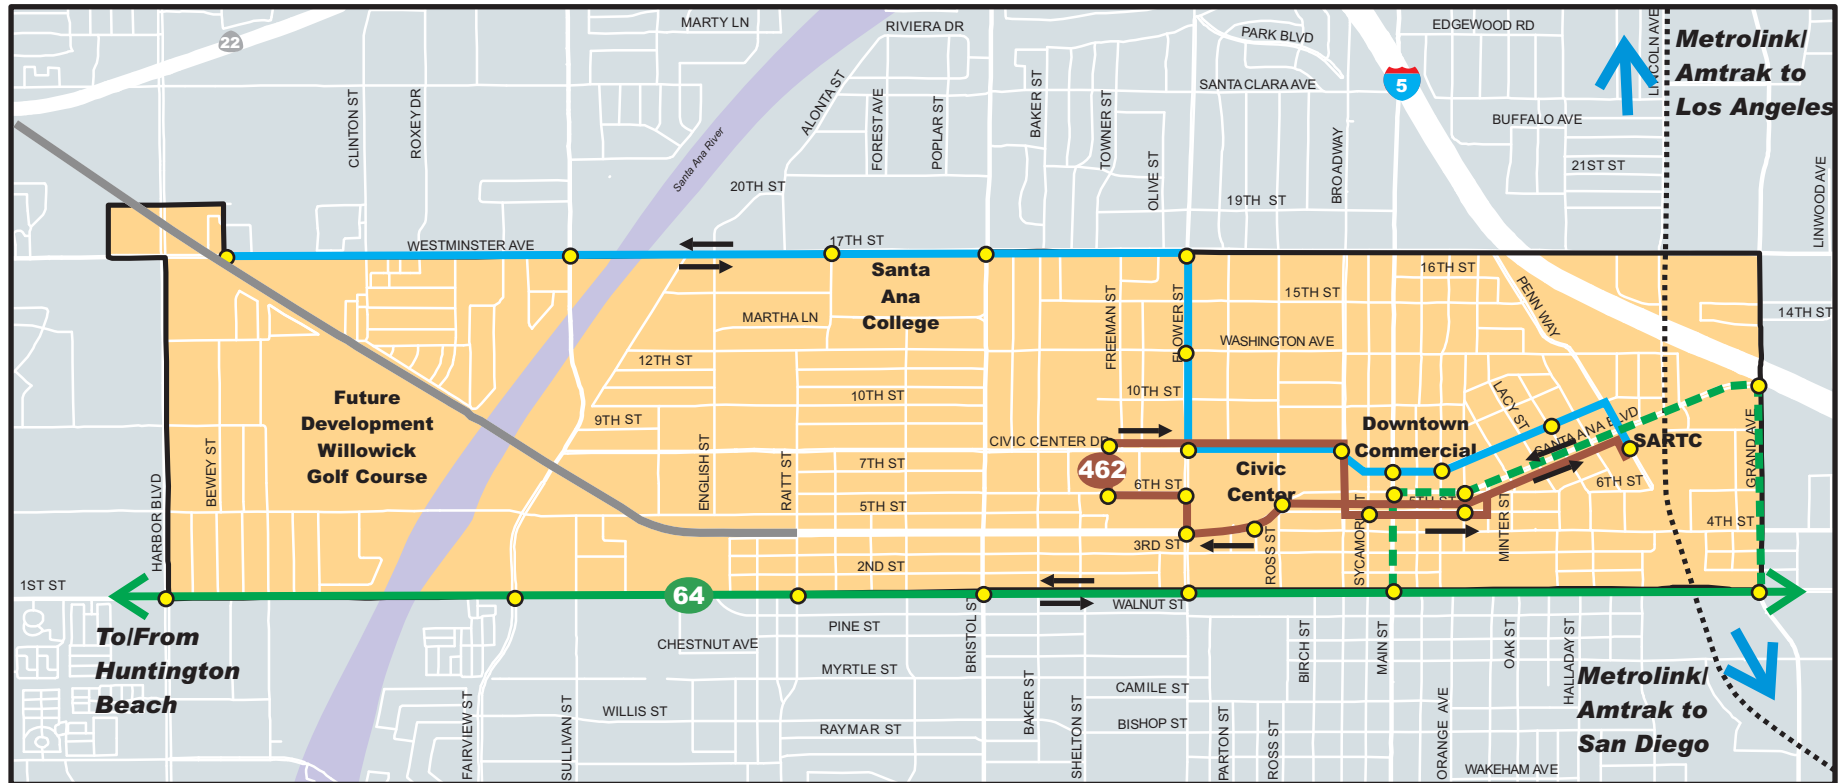 MARTY LN
RIVIERA DR
EDGEWOOD RD
LINCOLN AVE
PARK BLVD
22
Metrolink/
Amtrak to
Los Angeles
SANTA CLARA AVE
5
BUFFALO AVE
CLINTON ST
ROXEY DR
ALONTA ST
FOREST AVE
POPLAR ST
BAKER ST
TOWNER ST
OLIVE ST
BROADWAY
21ST ST
LINWOOD AVE
Santa Ana River
20TH ST
19TH ST
WESTMINSTER AVE
17TH ST
16TH ST
Santa
Ana
College
15TH ST
PENN WAY
14TH ST
MARTHA LN
FREEMAN ST
FLOWER ST
WASHINGTON AVE
12TH ST
10TH ST
10TH ST
LACY ST
Future
Development
Willowick
Golf Course
9TH ST
Downtown
Commercial
SANTA ANA BLVD
SARTC
GRAND AVE
CIVIC CENTER DR
462
Civic
Center
BEWEY ST
ENGLISH ST
RAITT ST
7TH ST
6TH ST
6TH ST
HARBOR BLVD
5TH ST
5TH ST
SYCAMORE ST
MINTER ST
4TH ST
3RD ST
ROSS ST
2ND ST
1ST ST
64
WALNUT ST
To/From
Huntington
Beach
CHESTNUT AVE
PINE ST
BRISTOL ST
MYRTLE ST
BIRCH ST
MAIN ST
OAK ST
HALLADAY ST
Metrolink/
Amtrak to
San Diego
CAMILE ST
BISHOP ST
FAIRVIEW ST
SULLIVAN ST
WILLIS ST
RAYMAR ST
BAKER ST
SHELTON ST
PARTON ST
ROSS ST
ORANGE AVE
WAKEHAM AVE